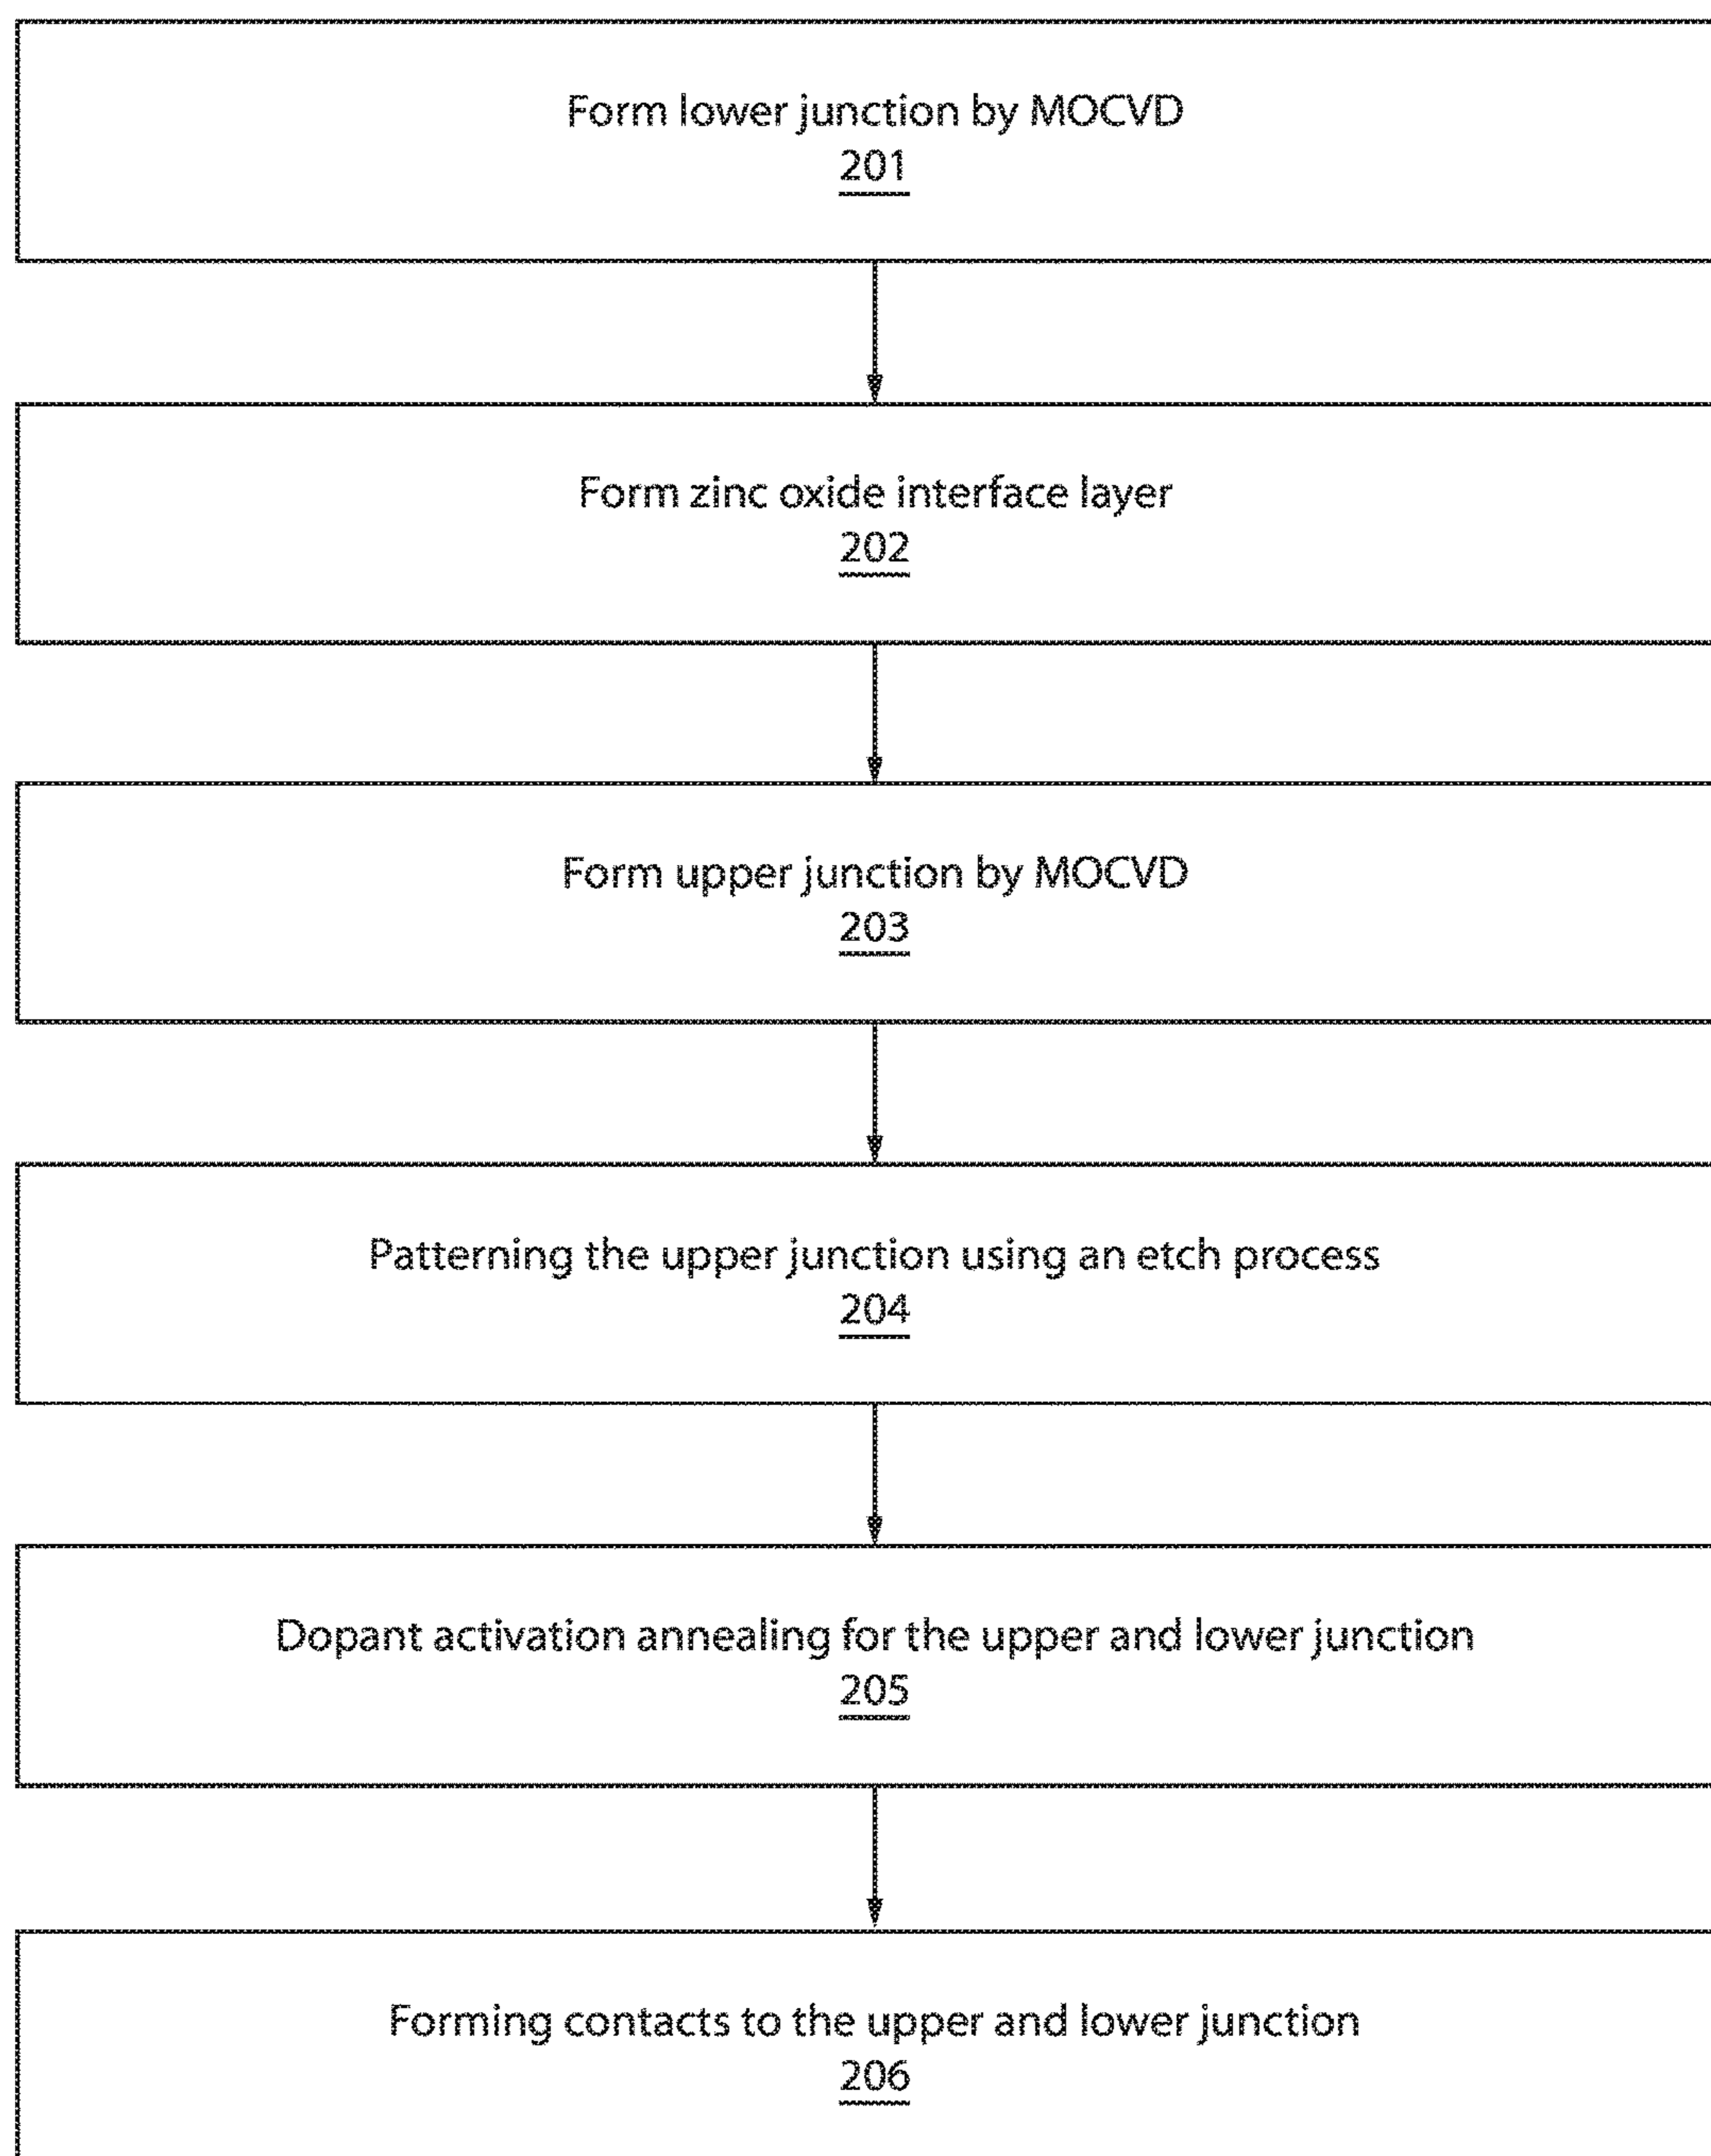 Form lower junction by MOCVD
201
Form zinc oxide interface layer
202
Form upper junction by MOCVD
203
Patterning the upper junction using an etch process
204
Dopant activation annealing for the upper and lower junction
205
Forming contacts to the upper and lower junction
206